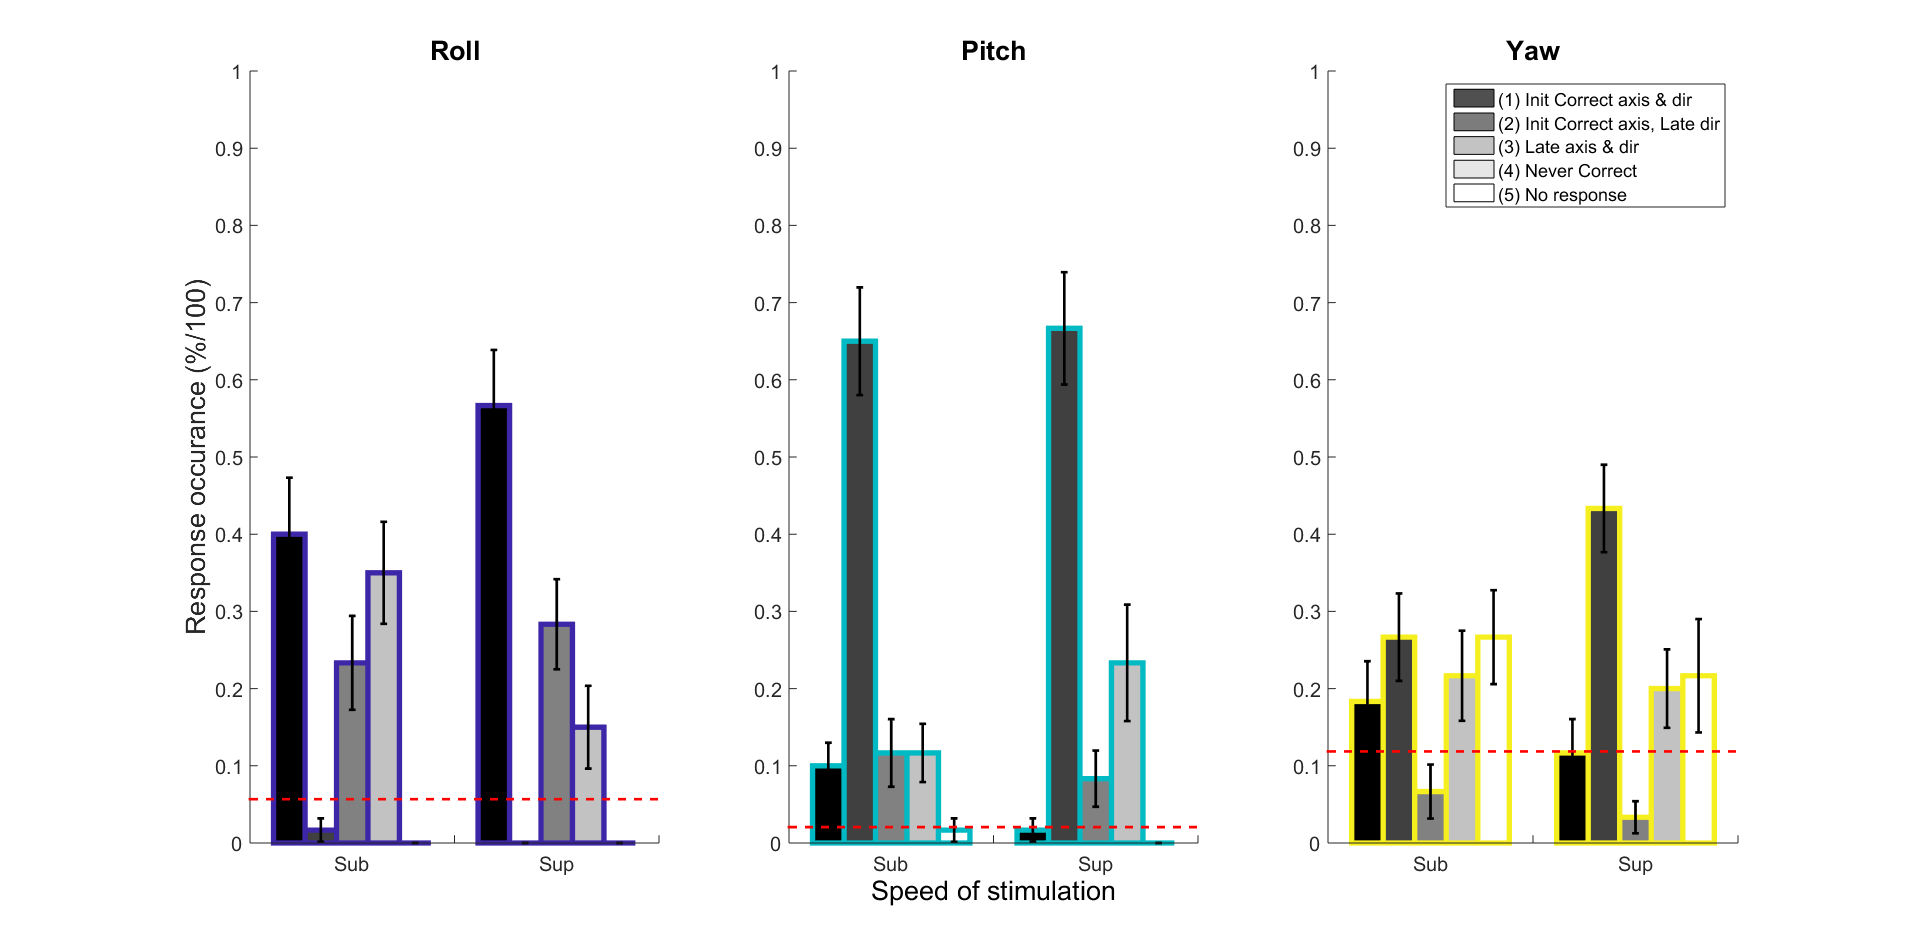 Roll
Pitch
Yaw
Response occurance (%/100)
1
0.9
0.8
0.7
0.6
0.5
0.4
0.3
0.2
0.1
0
Sub
Sup
1
0.9
0.8
0.7
0.6
0.5
0.4
0.3
0.2
0.1
0
Sub
Sup
1
0.9
0.8
0.7
0.6
0.5
0.4
0.3
0.2
0.1
0
Sub
Sup
(1) Init Correct axis & dir
(2) Init Correct axis, Late dir
(3) Late axis & dir
(4) Never Correct
(5) No response
Speed of stimulation